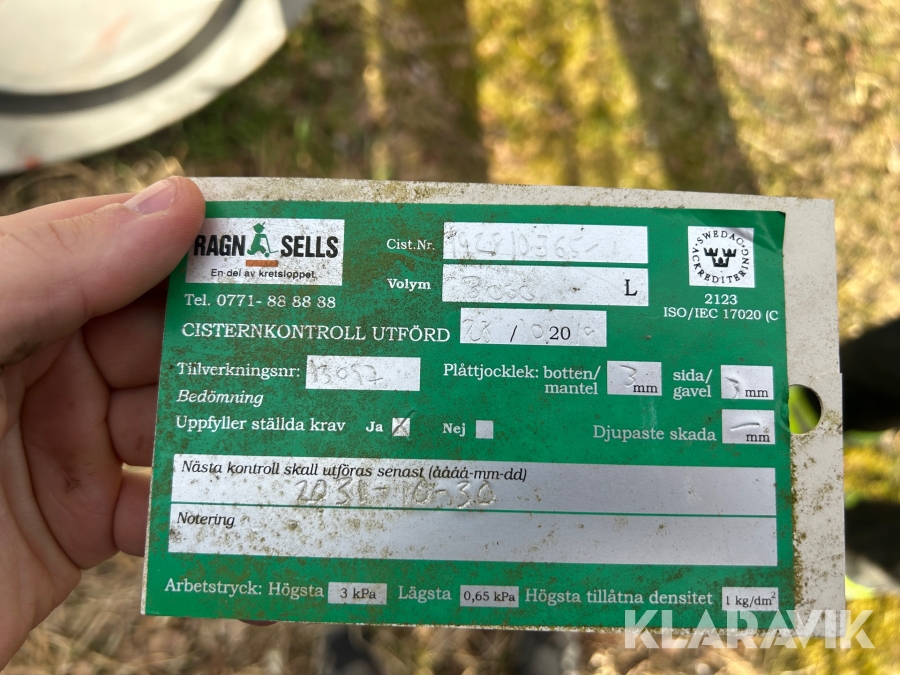 RAGN SELLS
En del av kretsloppet
Tel. 0771- 88 88 88
Cist.Nr.
Volym 3000 L
SWEDAC ACKREDITERING
2123
ISO/IEC 17020 (C
CISTERNKONTROLL UTFÖRD / 20
Tillverkningsnr: 13057
Plåttjocklek: botten/mantel 3 mm sida/gavel 3 mm
Bedömning
Uppfyller ställda krav Ja X Nej
Djupaste skada – mm
Nästa kontroll skall utföras senast (åååå-mm-dd)
Notering
Arbetstryck: Högsta 3 kPa Lägsta 0,65 kPa Högsta tillåtna densitet 1 kg/dm²
KLARAVIK